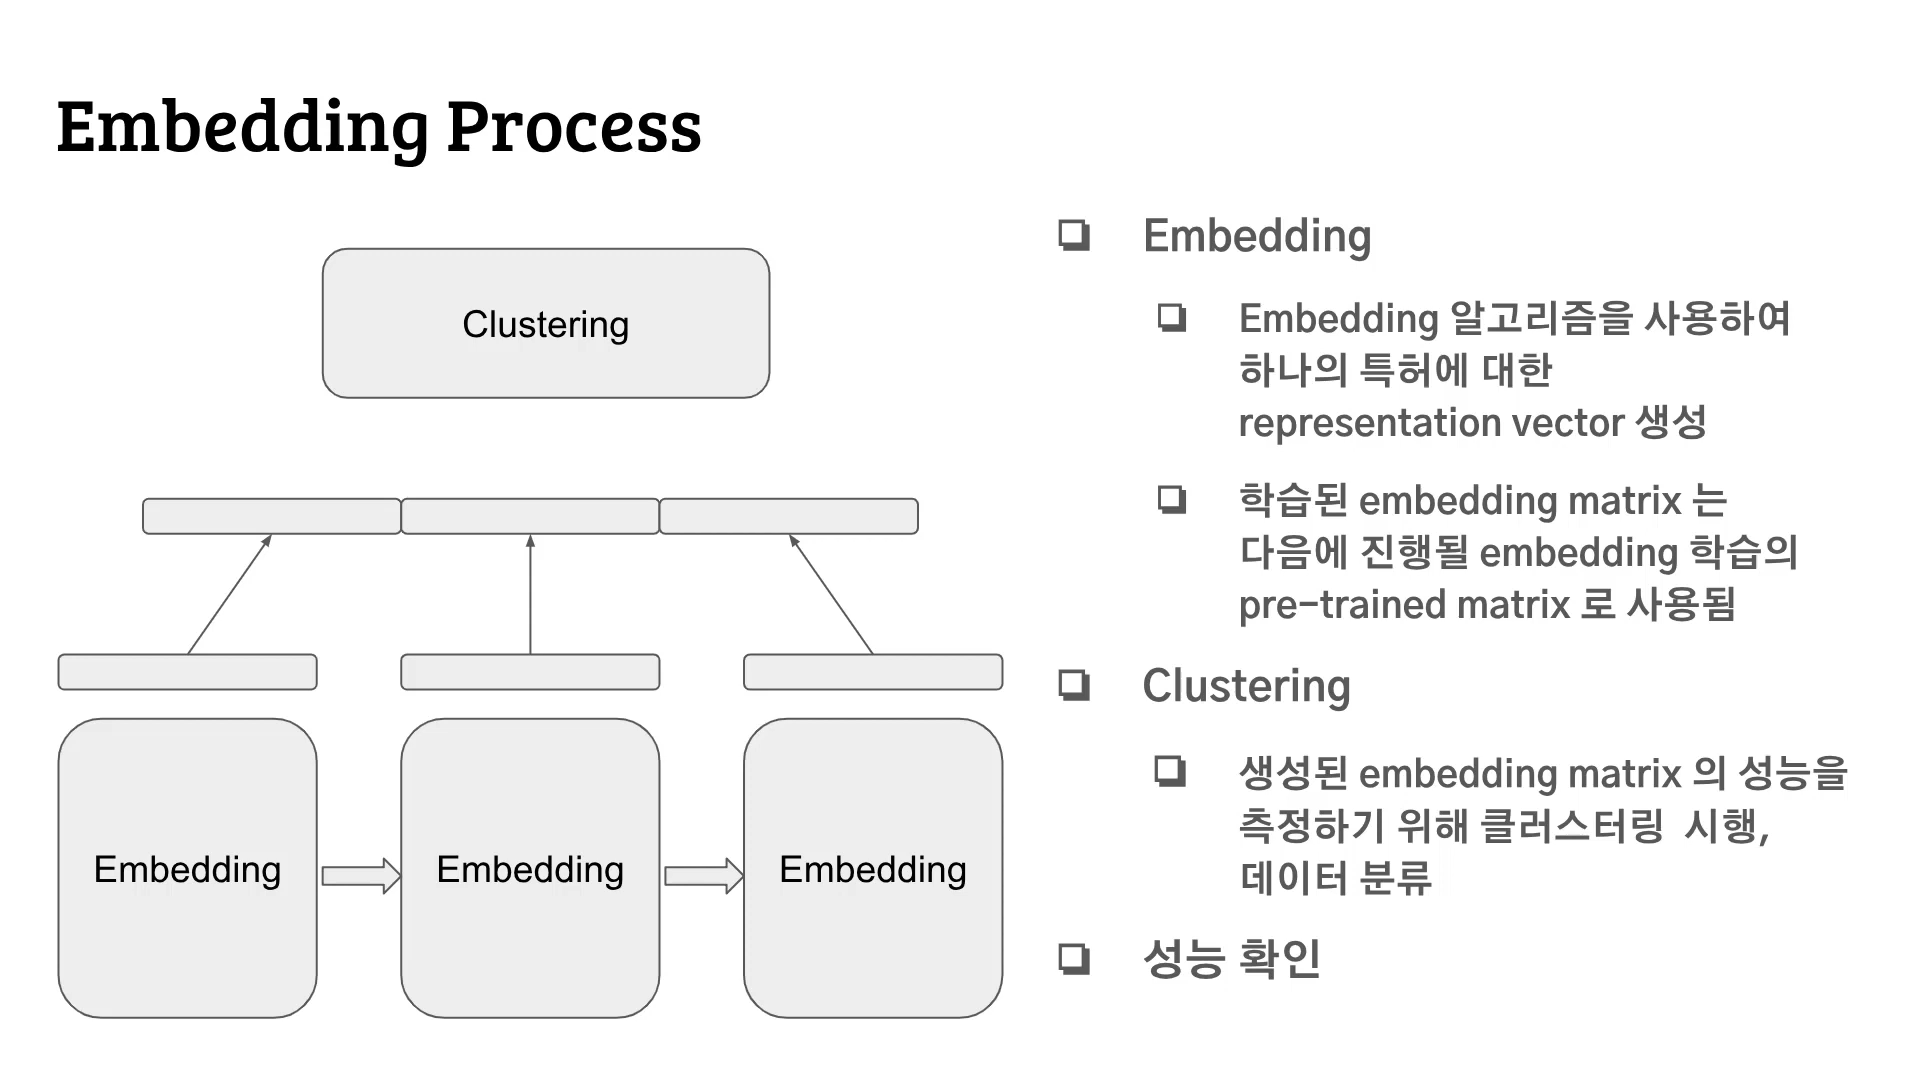 Embedding Process
Clustering
Embedding
Embedding
Embedding
Embedding
Embedding 알고리즘을 사용하여
하나의 특허에 대한
representation vector 생성
학습된 embedding matrix 는
다음에 진행될 embedding 학습의
pre-trained matrix 로 사용됨
Clustering
생성된 embedding matrix 의 성능을
측정하기 위해 클러스터링 시행,
데이터 분류
성능 확인